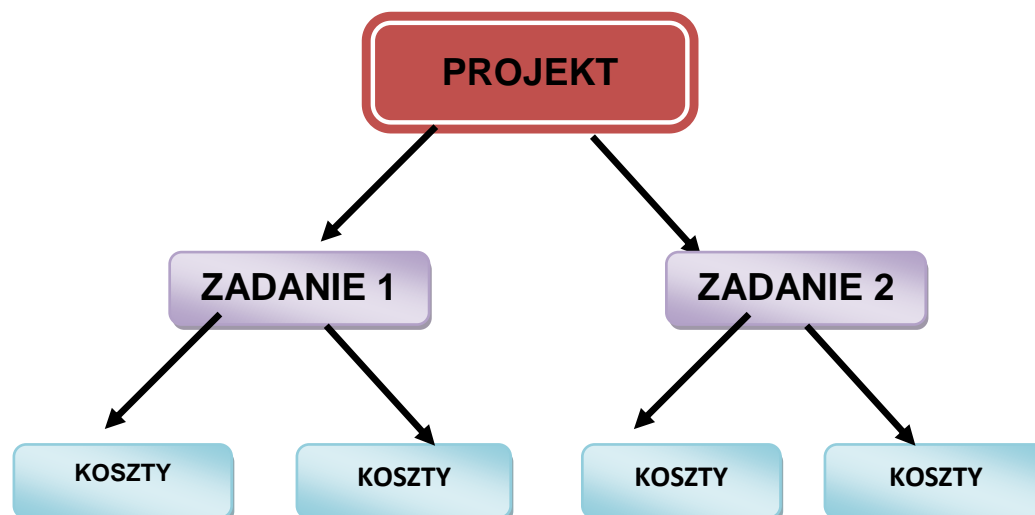 PROJEKT
ZADANIE 1
ZADANIE 2
KOSZTY
KOSZTY
KOSZTY
KOSZTY